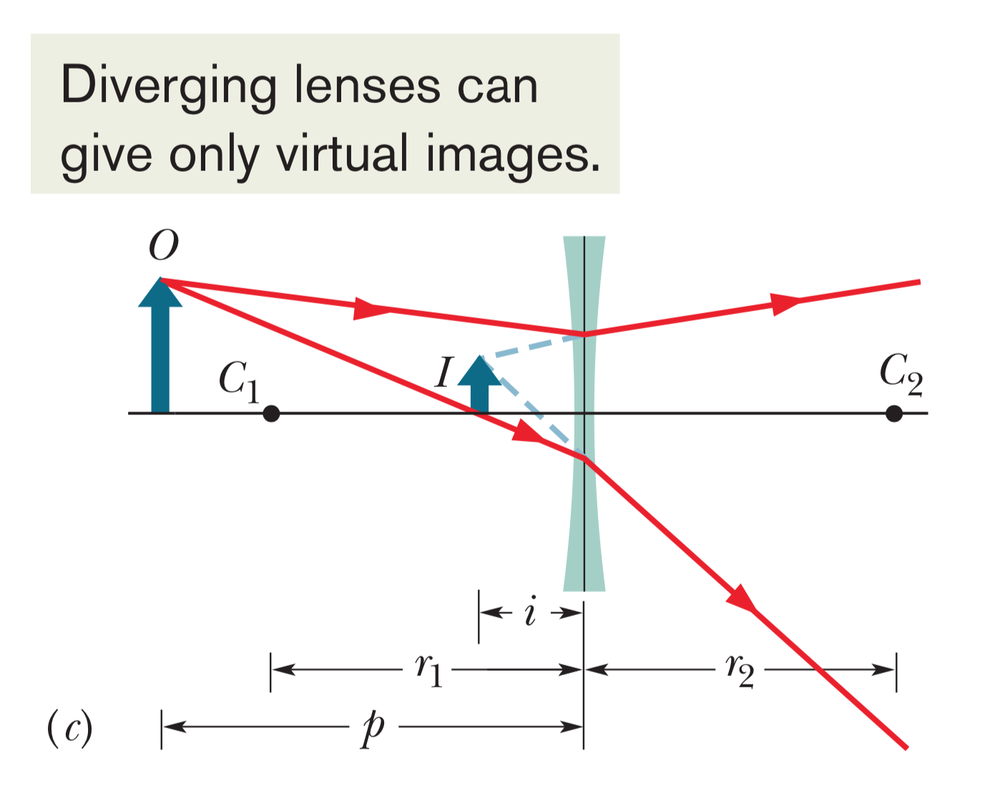 Diverging lenses can
give only virtual images.
O
I
C₁
C₂
i
r₁
r₂
(c)
p